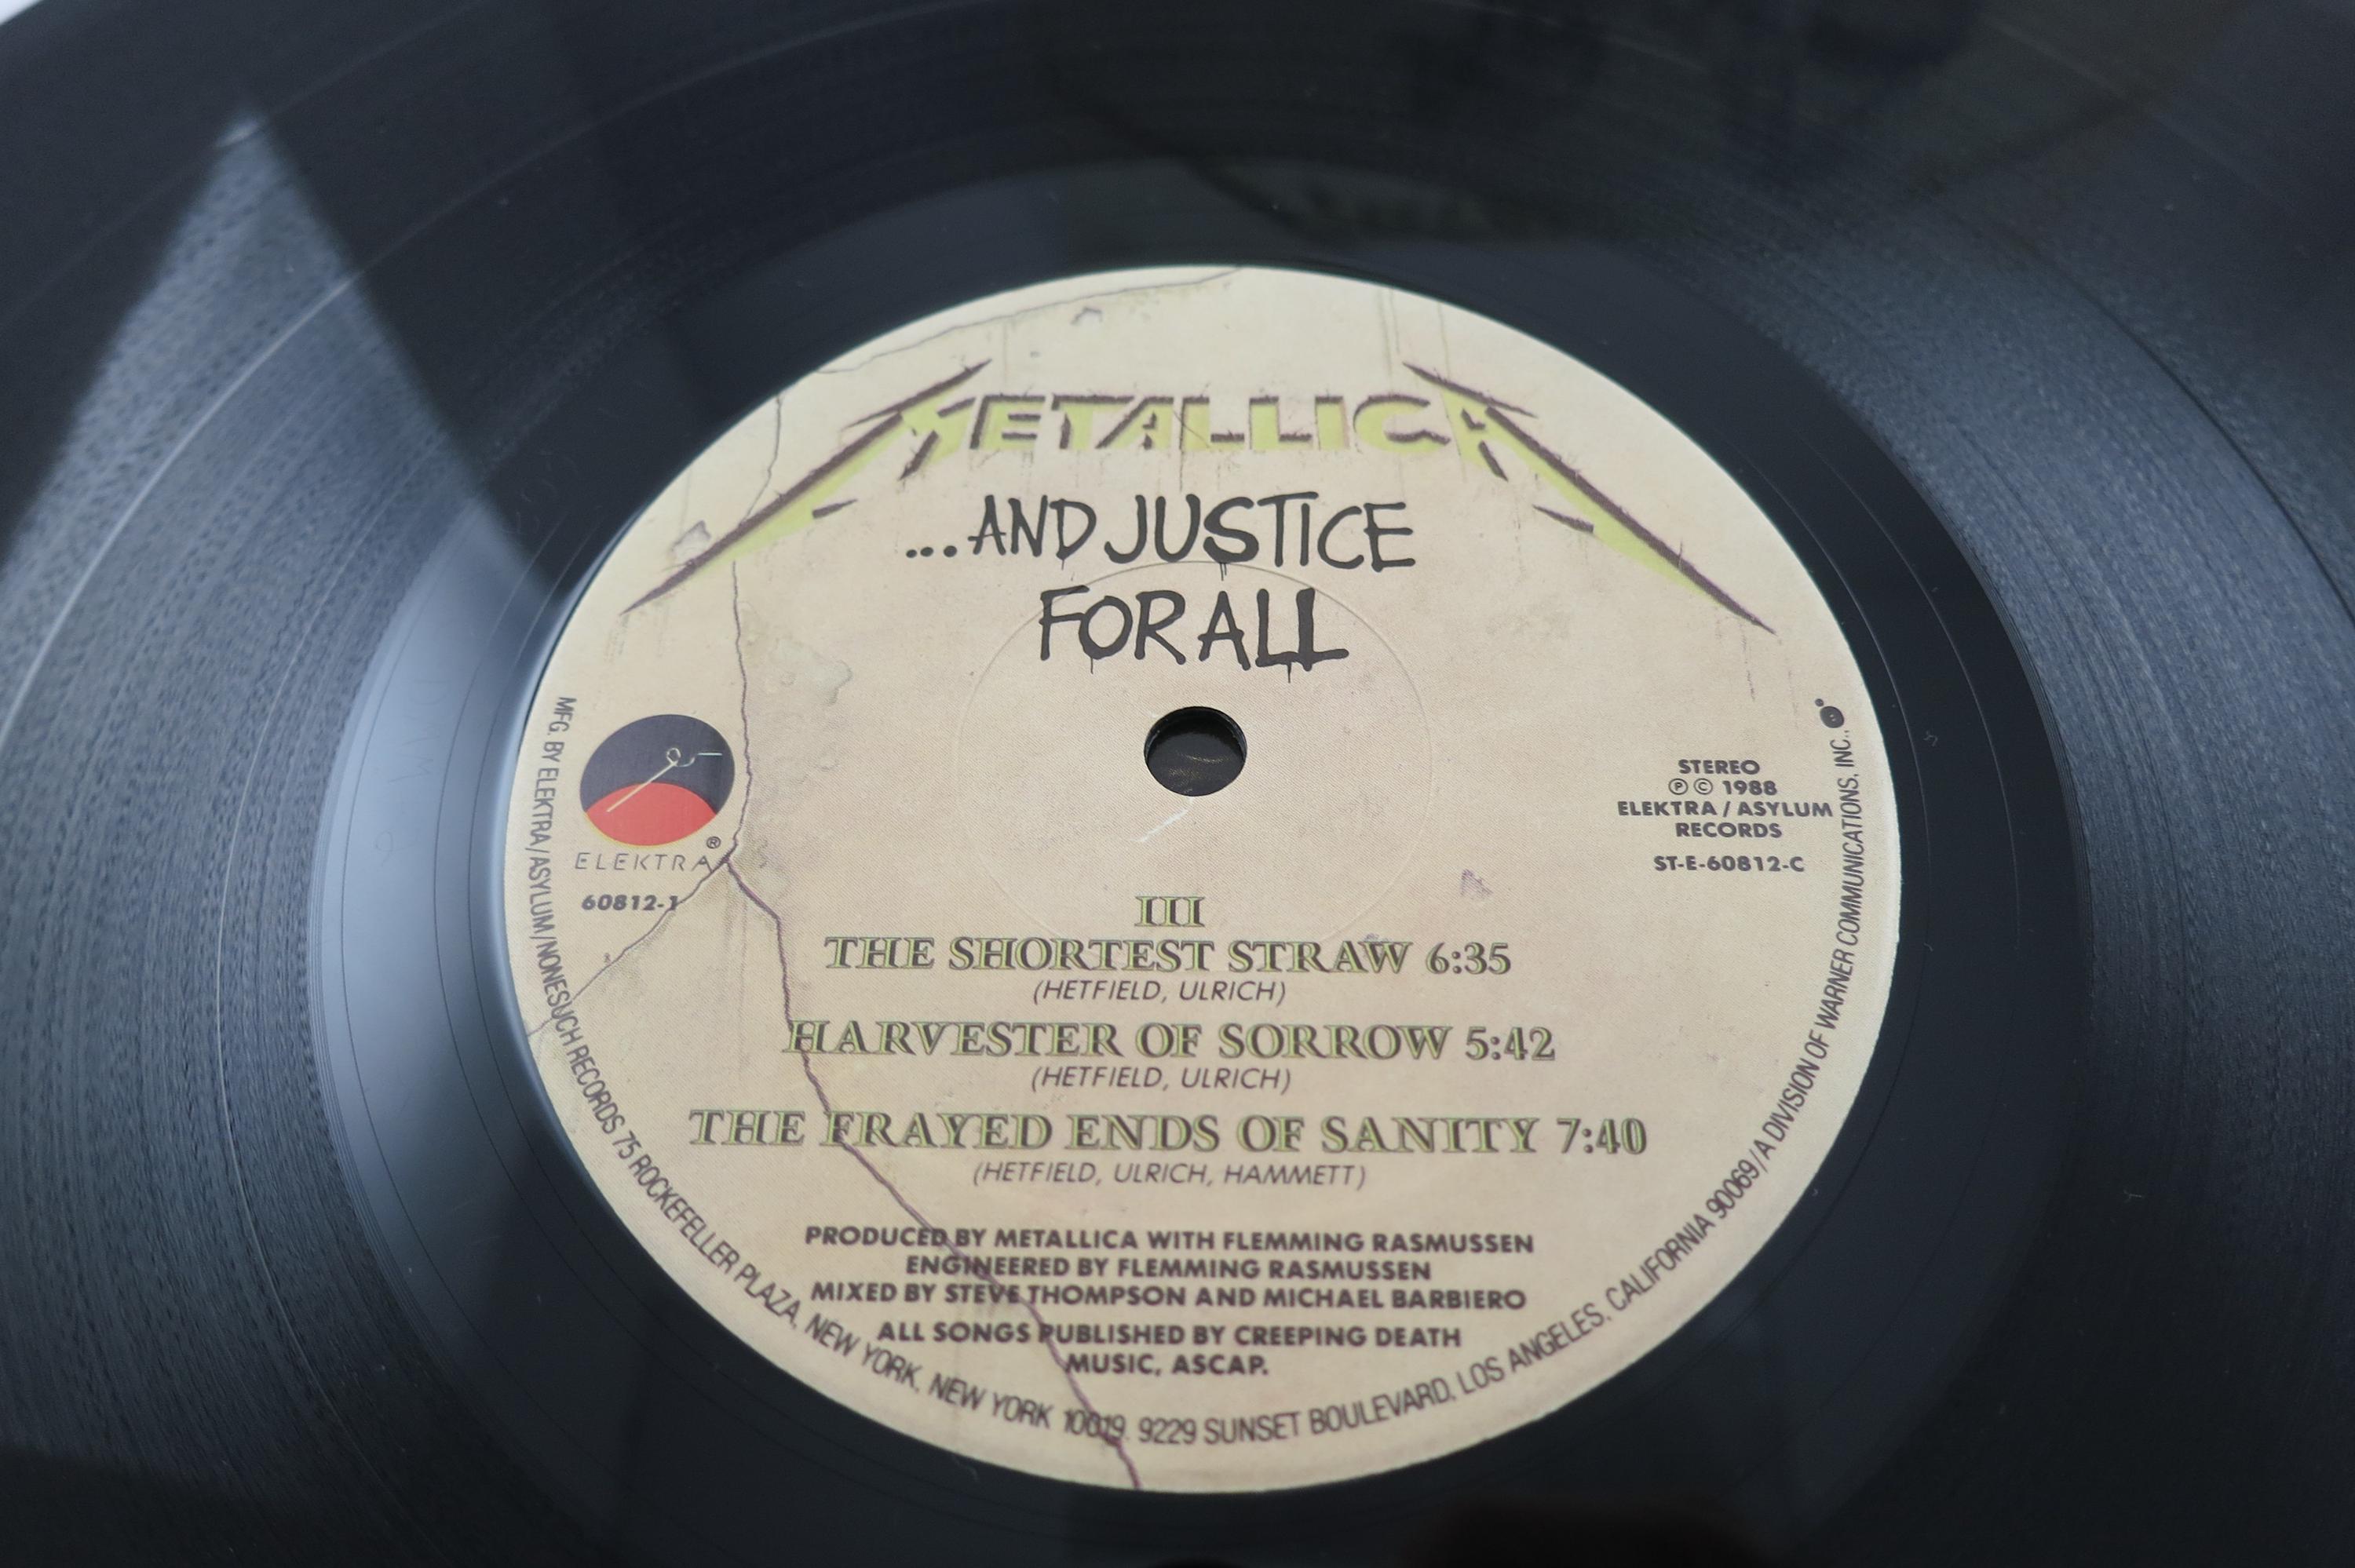 METALLICA
...AND JUSTICE
FOR ALL
ELEKTRA®
60812-1
STEREO
Ⓟ © 1988
ELEKTRA / ASYLUM
RECORDS
ST-E-60812-C
III
THE SHORTEST STRAW 6:35
(HETFIELD, ULRICH)
HARVESTER OF SORROW 5:42
(HETFIELD, ULRICH)
THE FRAYED ENDS OF SANITY 7:40
(HETFIELD, ULRICH, HAMMETT)
PRODUCED BY METALLICA WITH FLEMMING RASMUSSEN
ENGINEERED BY FLEMMING RASMUSSEN
MIXED BY STEVE THOMPSON AND MICHAEL BARBIERO
ALL SONGS PUBLISHED BY CREEPING DEATH
MUSIC, ASCAP.
MFG. BY ELEKTRA/ASYLUM/NONESUCH RECORDS 75 ROCKEFELLER PLAZA, NEW YORK, NEW YORK 10019. 9229 SUNSET BOULEVARD, LOS ANGELES, CALIFORNIA 90069/A DIVISION OF WARNER COMMUNICATIONS, INC.,